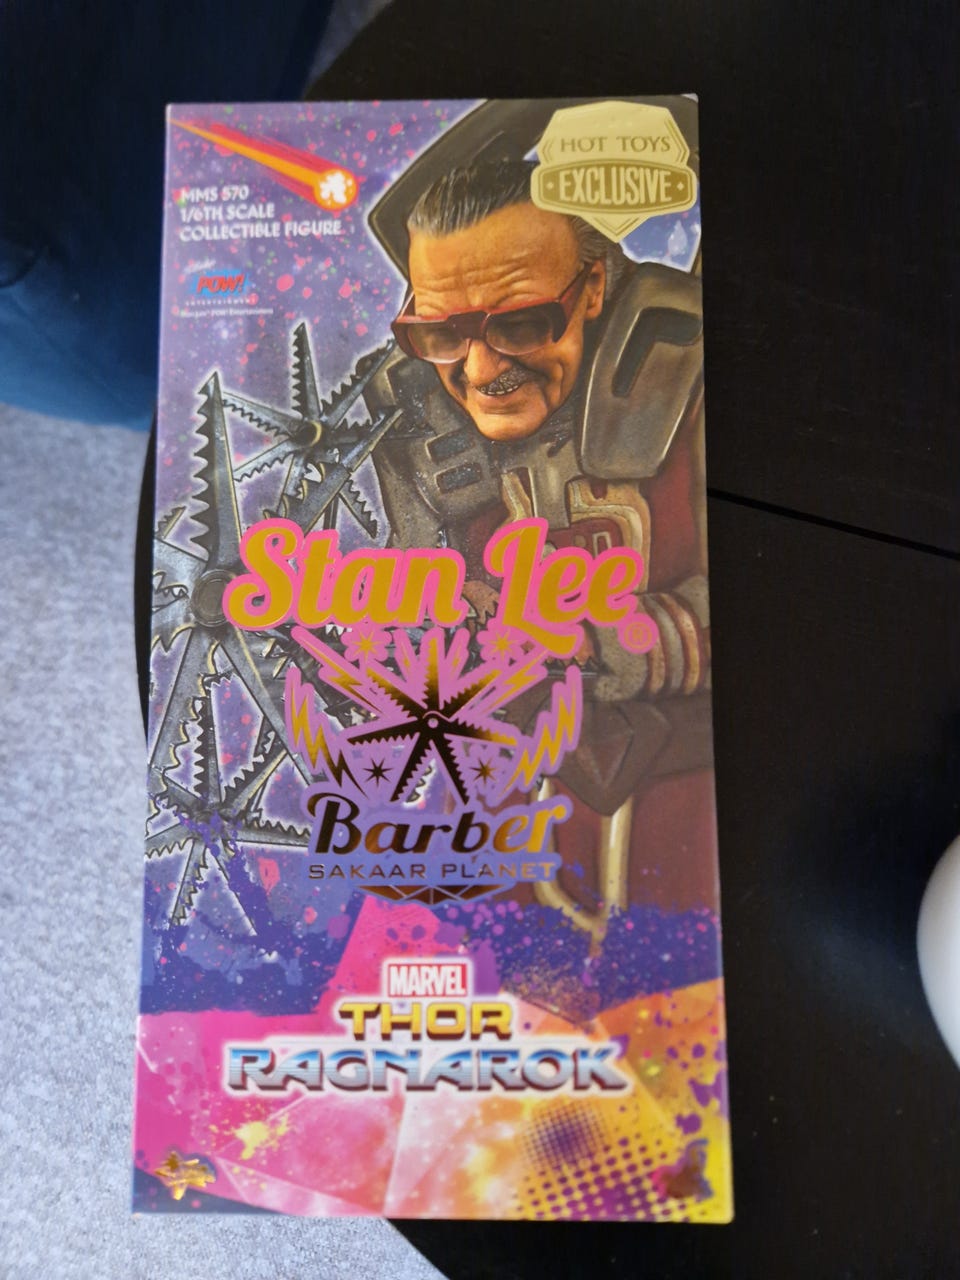 HOT TOYS
EXCLUSIVE
MMS 570
1/6TH SCALE
COLLECTIBLE FIGURE
POW!
ENTERTAINMENT
Stan Lee®
Barber
SAKAAR PLANET
MARVEL
THOR
RAGNAROK